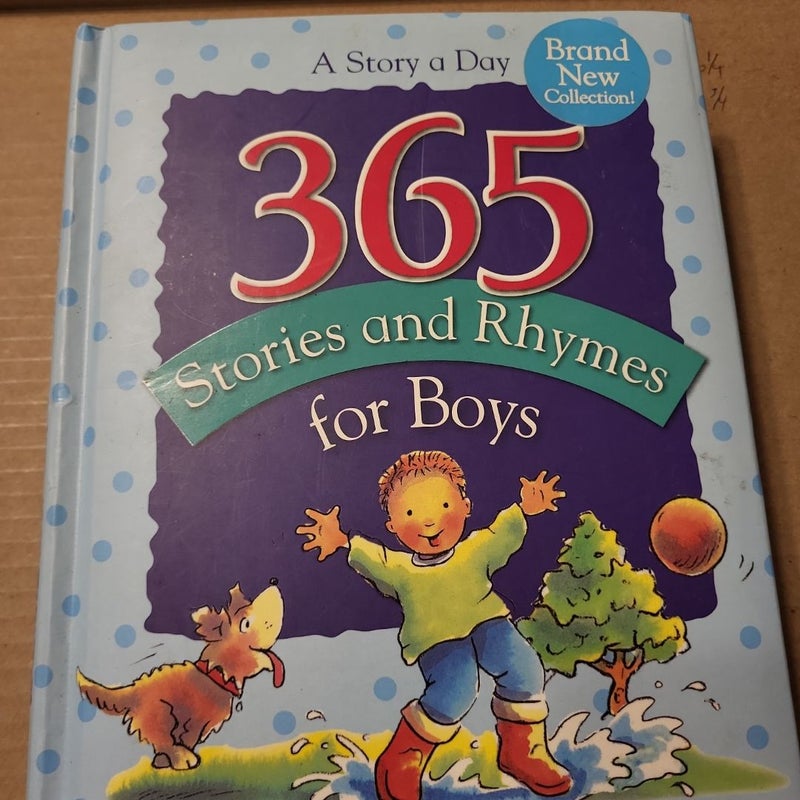 A Story a Day
Brand
New
Collection!
365
Stories and Rhymes
for Boys